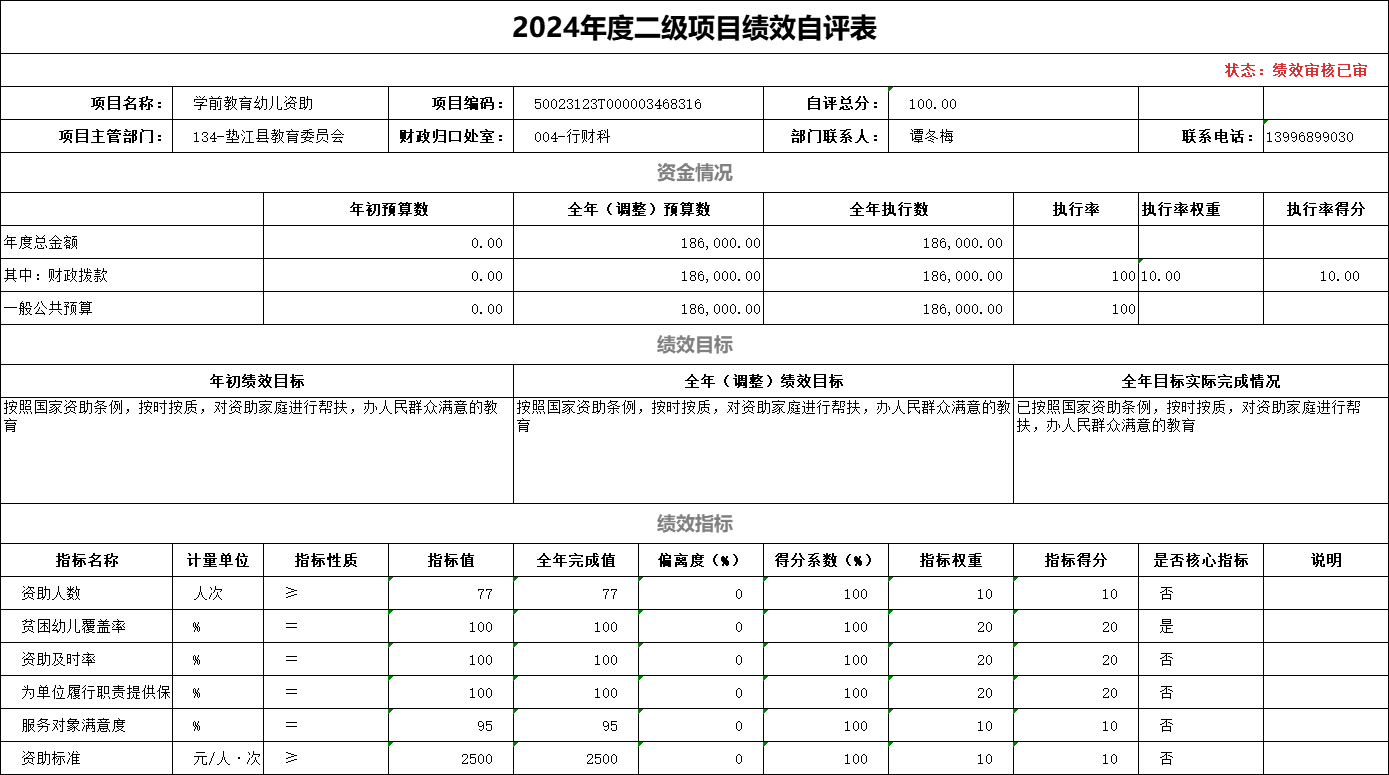 2024年度二级项目绩效自评表
状态：绩效审核已审
项目名称： 学前教育幼儿资助 项目编码： 50023123T000003468316 自评总分： 100.00
项目主管部门： 134-垫江县教育委员会 财政归口处室： 004-行财科 部门联系人： 谭冬梅 联系电话： 13996899030
资金情况
年初预算数 全年（调整）预算数 全年执行数 执行率 执行率权重 执行率得分
年度总金额 0.00 186,000.00 186,000.00
其中：财政拨款 0.00 186,000.00 186,000.00 100 10.00 10.00
一般公共预算 0.00 186,000.00 186,000.00 100
绩效目标
年初绩效目标 全年（调整）绩效目标 全年目标实际完成情况
按照国家资助条例，按时按质，对资助家庭进行帮扶，办人民群众满意的教
育
按照国家资助条例，按时按质，对资助家庭进行帮扶，办人民群众满意的教
育
已按照国家资助条例，按时按质，对资助家庭进行帮
扶，办人民群众满意的教育
绩效指标
指标名称 计量单位 指标性质 指标值 全年完成值 偏离度（%） 得分系数（%） 指标权重 指标得分 是否核心指标 说明
资助人数 人次 ≥ 77 77 0 100 10 10 否
贫困幼儿覆盖率 % ＝ 100 100 0 100 20 20 是
资助及时率 % ＝ 100 100 0 100 20 20 否
为单位履行职责提供保 % ＝ 100 100 0 100 20 20 否
服务对象满意度 % ＝ 95 95 0 100 10 10 否
资助标准 元/人·次 ≥ 2500 2500 0 100 10 10 否